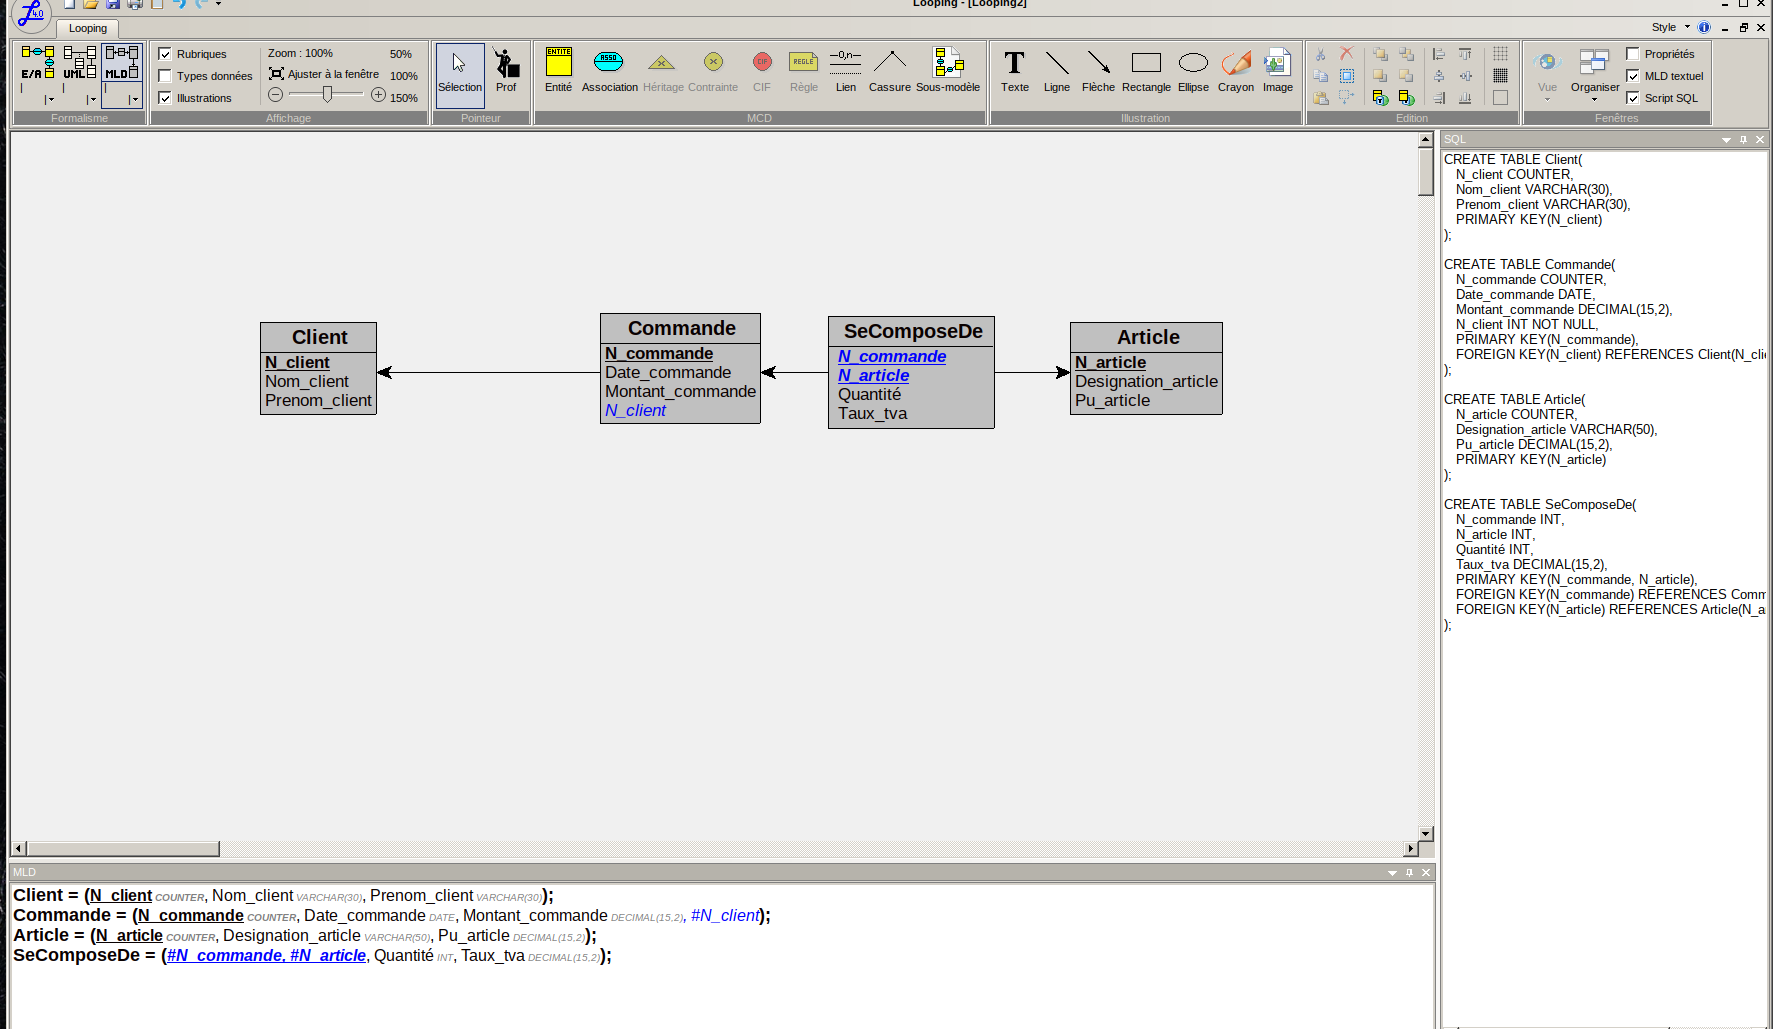 Looping - [Looping2]
4.0
Looping
Style
E/A UML MLD
Formalisme
Rubriques
Types données
Illustrations
Zoom : 100%
Ajuster à la fenêtre
50%
100%
150%
Affichage
Sélection Prof
Pointeur
ENTITE ASSO CIF REGLE —0,n—
Entité Association Héritage Contrainte CIF Règle Lien Cassure Sous-modèle
MCD
T
Texte Ligne Flèche Rectangle Ellipse Crayon Image
Illustration
Edition
Vue Organiser
Propriétés
MLD textuel
Script SQL
Fenêtres
Client
N_client
Nom_client
Prenom_client
Commande
N_commande
Date_commande
Montant_commande
N_client
SeComposeDe
N_commande
N_article
Quantité
Taux_tva
Article
N_article
Designation_article
Pu_article
SQL
CREATE TABLE Client(
N_client COUNTER,
Nom_client VARCHAR(30),
Prenom_client VARCHAR(30),
PRIMARY KEY(N_client)
);
CREATE TABLE Commande(
N_commande COUNTER,
Date_commande DATE,
Montant_commande DECIMAL(15,2),
N_client INT NOT NULL,
PRIMARY KEY(N_commande),
FOREIGN KEY(N_client) REFERENCES Client(N_clie
);
CREATE TABLE Article(
N_article COUNTER,
Designation_article VARCHAR(50),
Pu_article DECIMAL(15,2),
PRIMARY KEY(N_article)
);
CREATE TABLE SeComposeDe(
N_commande INT,
N_article INT,
Quantité INT,
Taux_tva DECIMAL(15,2),
PRIMARY KEY(N_commande, N_article),
FOREIGN KEY(N_commande) REFERENCES Comm
FOREIGN KEY(N_article) REFERENCES Article(N_a
);
MLD
Client = (N_client COUNTER, Nom_client VARCHAR(30), Prenom_client VARCHAR(30));
Commande = (N_commande COUNTER, Date_commande DATE, Montant_commande DECIMAL(15,2), #N_client);
Article = (N_article COUNTER, Designation_article VARCHAR(50), Pu_article DECIMAL(15,2));
SeComposeDe = (#N_commande, #N_article, Quantité INT, Taux_tva DECIMAL(15,2));